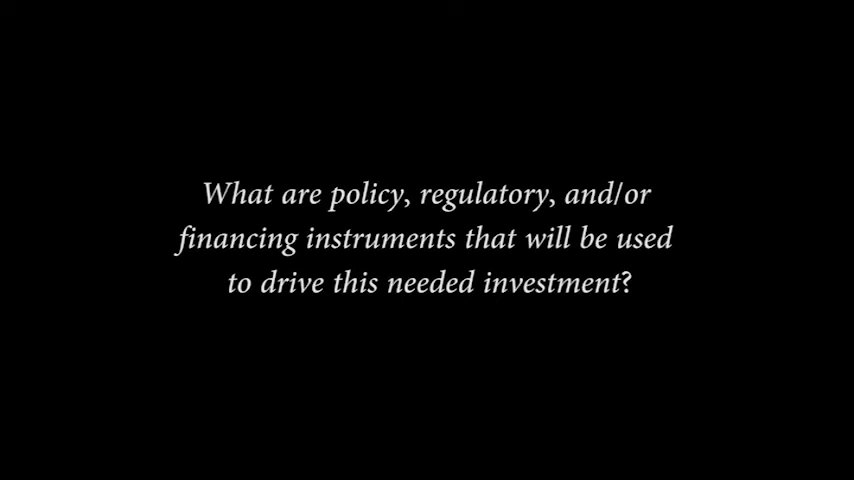 What are policy, regulatory, and/or
financing instruments that will be used
to drive this needed investment?